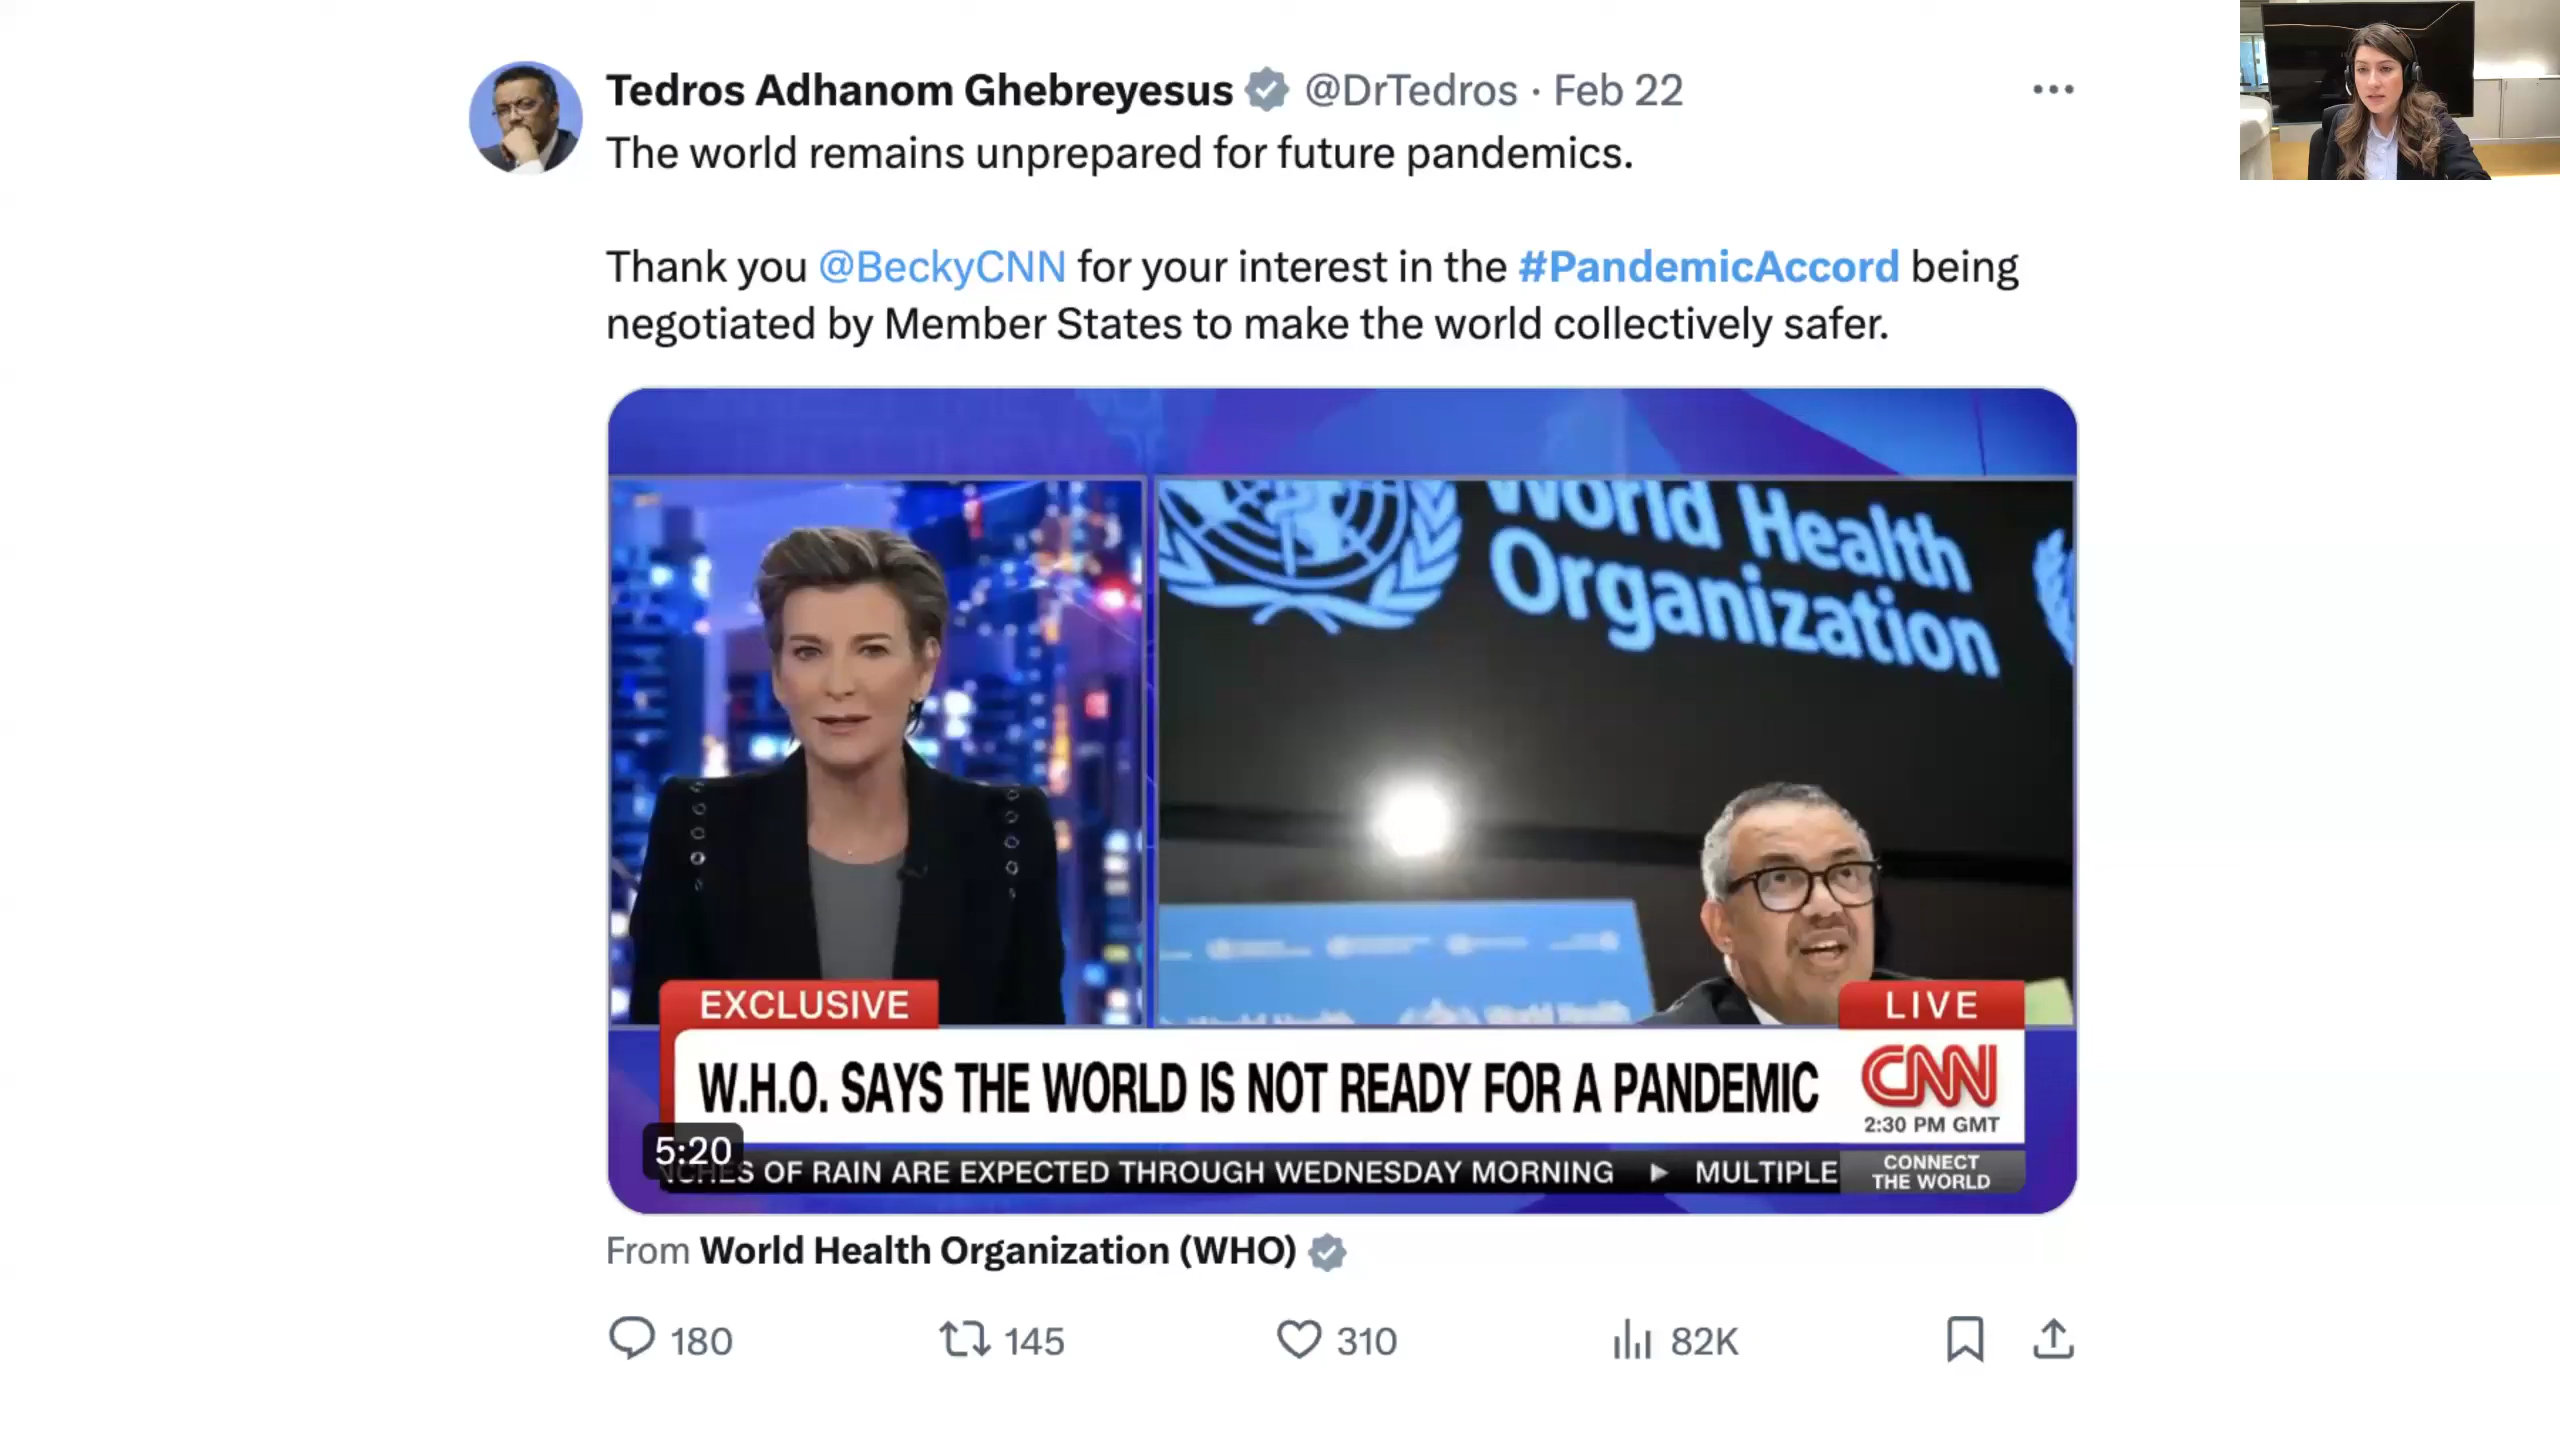 Tedros Adhanom Ghebreyesus @DrTedros · Feb 22
The world remains unprepared for future pandemics.
Thank you @BeckyCNN for your interest in the #PandemicAccord being
negotiated by Member States to make the world collectively safer.
World Health
Organization
EXCLUSIVE
LIVE
W.H.O. SAYS THE WORLD IS NOT READY FOR A PANDEMIC
CNN
2:30 PM GMT
5:20
OF RAIN ARE EXPECTED THROUGH WEDNESDAY MORNING ▶ MULTIPLE
CONNECT
THE WORLD
From World Health Organization (WHO)
180 145 310 82K